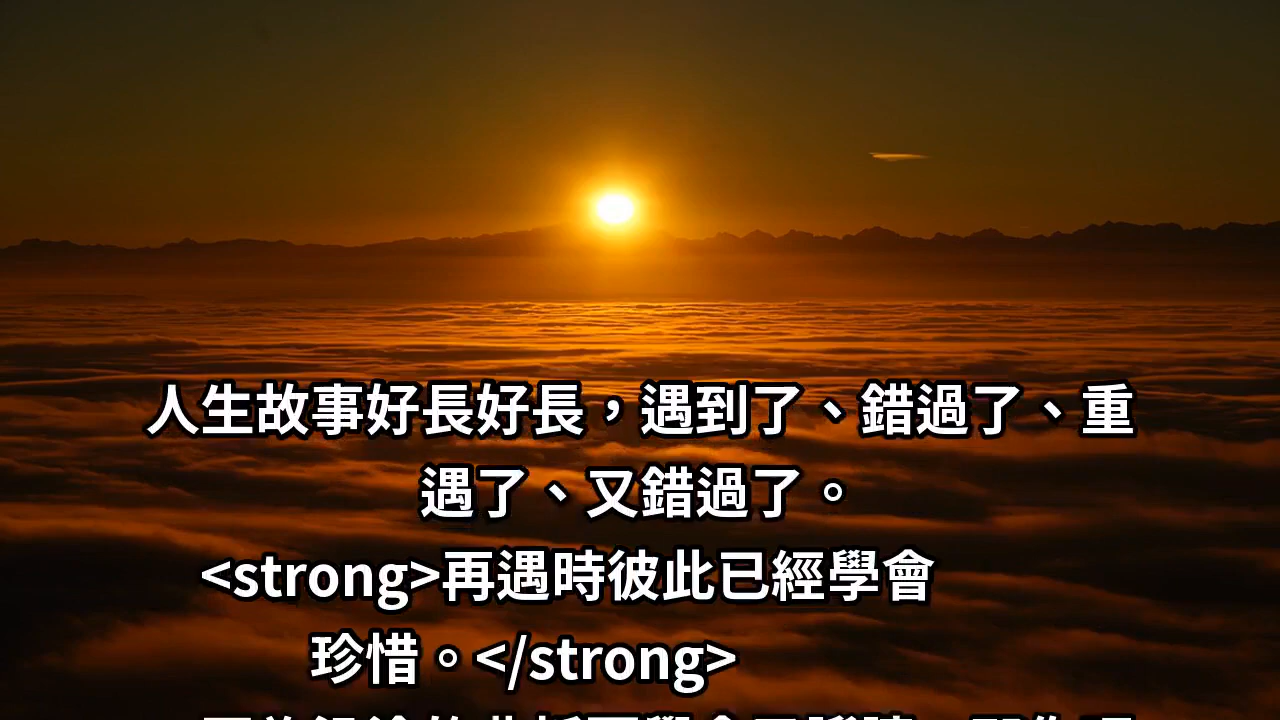 人生故事好長好長，遇到了、錯過了、重
遇了、又錯過了。
<strong>再遇時彼此已經學會
珍惜。</strong>